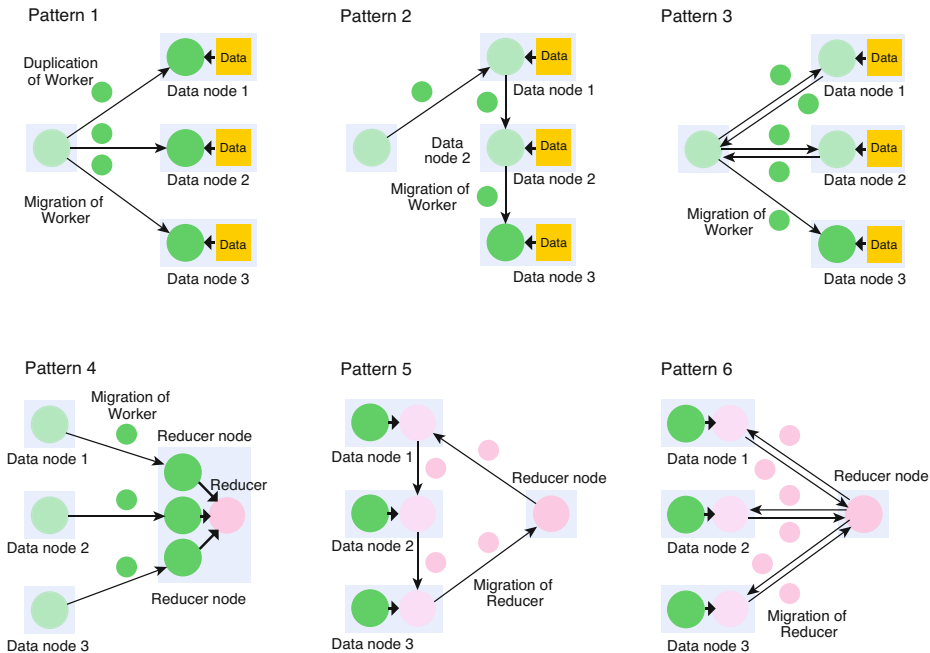 Pattern 1
Duplication
of Worker
Data
Data node 1
Data
Data node 2
Migration of
Worker
Data
Data node 3
Pattern 2
Data
Data node 1
Data
node 2
Data
Data node 2
Migration of
Worker
Data
Data node 3
Pattern 3
Data
Data node 1
Data
Data node 2
Migration of
Worker
Data
Data node 3
Pattern 4
Migration of
Worker
Data node 1
Reducer node
Reducer
Data node 2
Reducer node
Data node 3
Pattern 5
Data node 1
Reducer node
Data node 2
Migration of
Reducer
Data node 3
Pattern 6
Data node 1
Reducer node
Data node 2
Migration of
Reducer
Data node 3